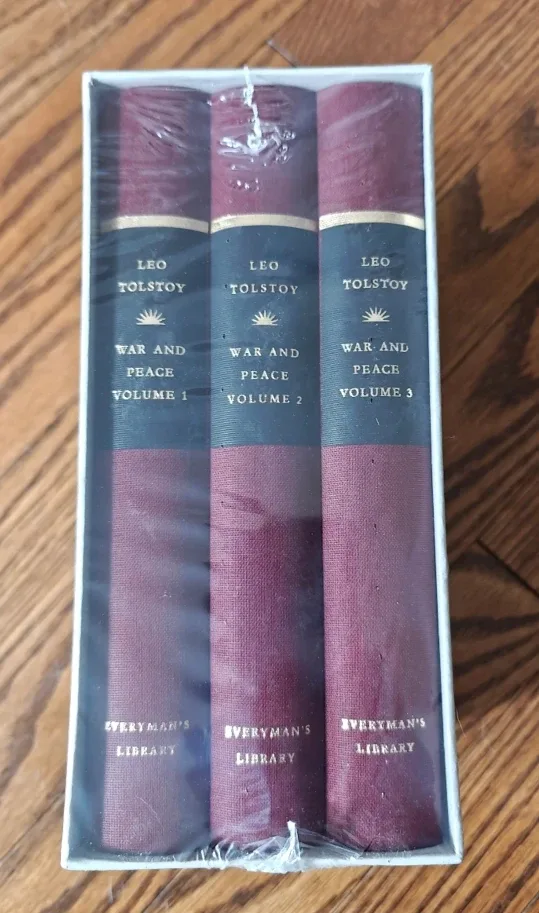 LEO
TOLSTOY
WAR AND
PEACE
VOLUME 1
EVERYMAN'S
LIBRARY
LEO
TOLSTOY
WAR AND
PEACE
VOLUME 2
EVERYMAN'S
LIBRARY
LEO
TOLSTOY
WAR AND
PEACE
VOLUME 3
EVERYMAN'S
LIBRARY